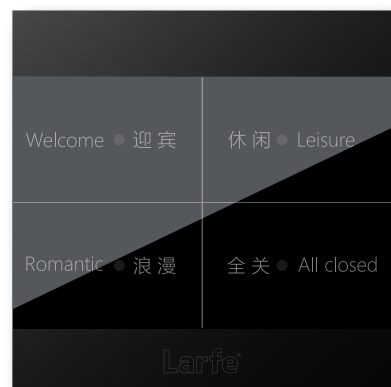 Welcome 迎宾 休闲 Leisure
Romantic 浪漫 全关 All closed
Larfe